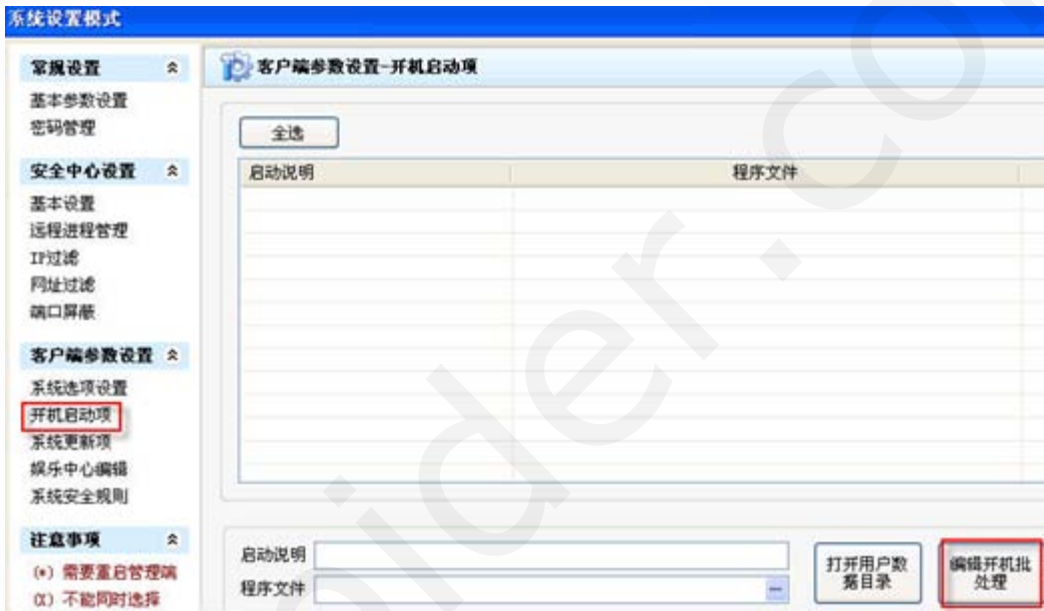 系统设置模式
常规设置
基本参数设置
密码管理
安全中心设置
基本设置
远程进程管理
IP过滤
网址过滤
端口屏蔽
客户端参数设置
系统选项设置
开机启动项
系统更新项
娱乐中心编辑
系统安全规则
注意事项
(*) 需要重启管理端
(X) 不能同时选择
客户端参数设置-开机启动项
全选
启动说明 程序文件
启动说明
程序文件
打开用户数
据目录
编辑开机批
处理